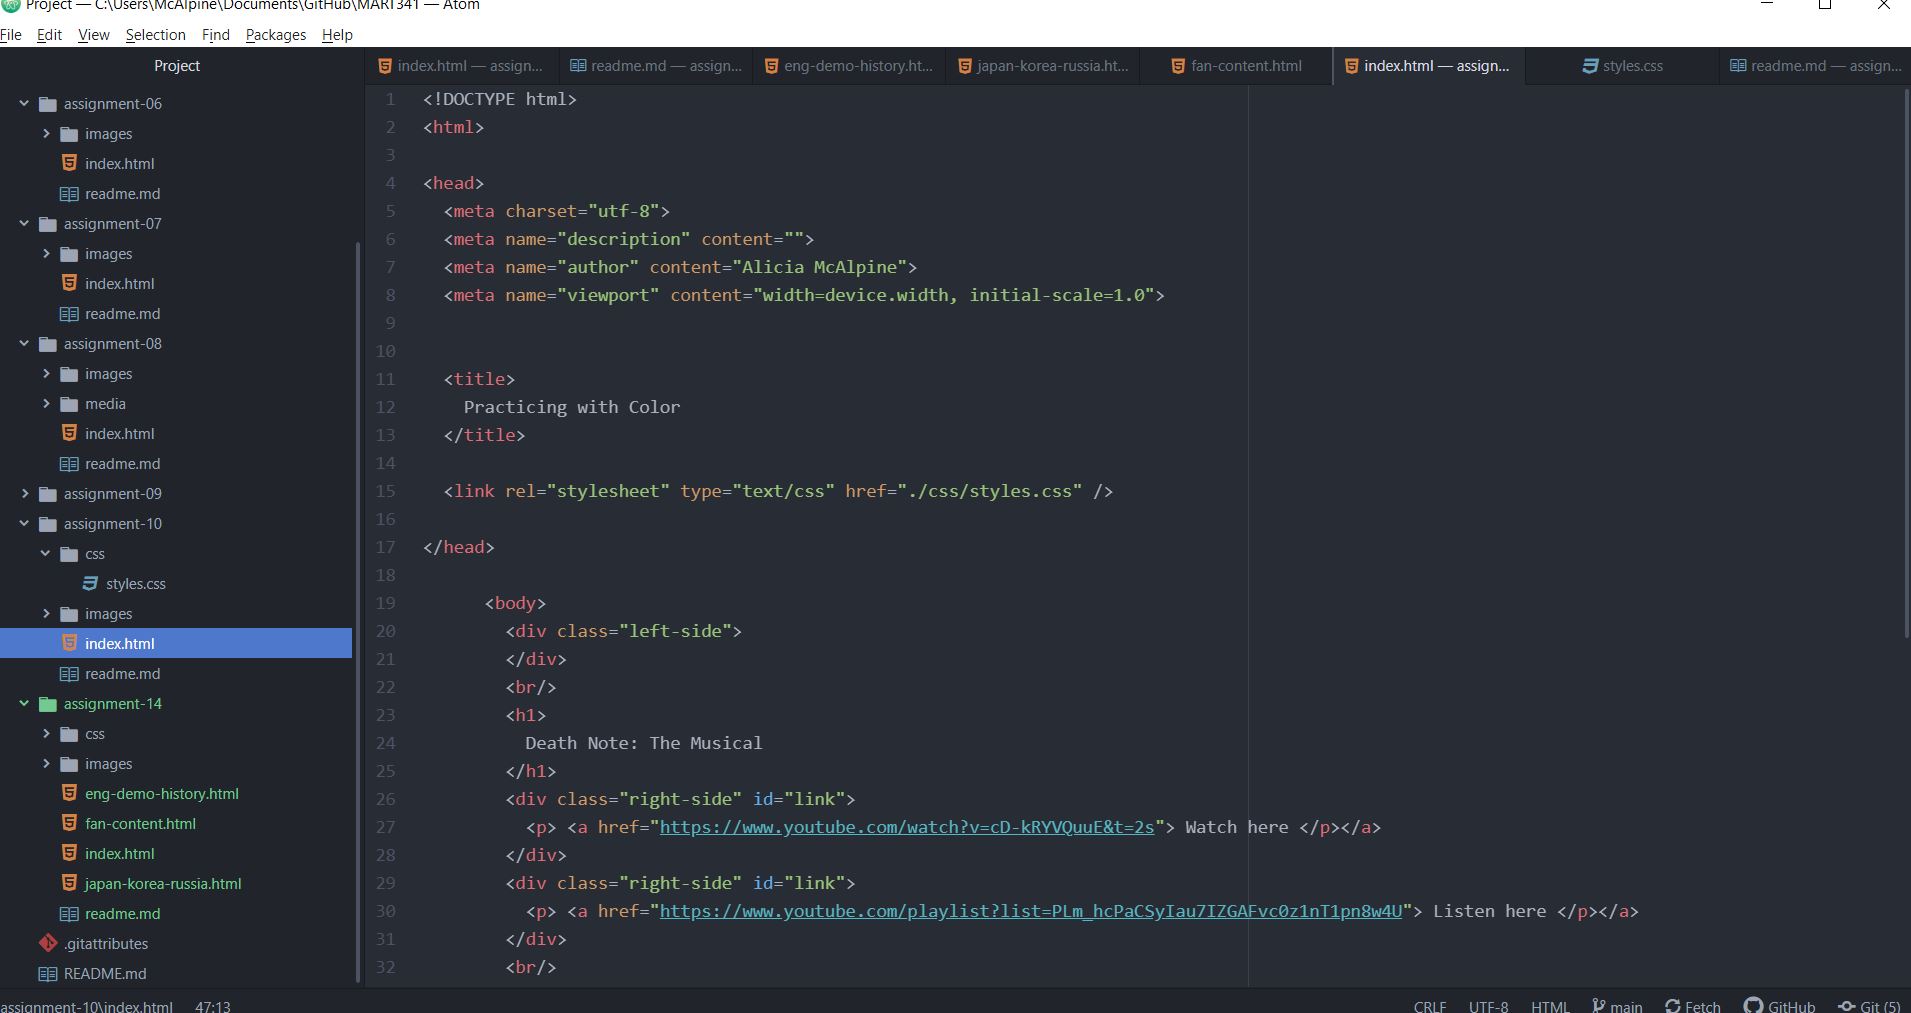 Project — C:\Users\McAlpine\Documents\GitHub\MART341 — Atom
File Edit View Selection Find Packages Help
Project
index.html — assign...
readme.md — assign...
eng-demo-history.ht...
japan-korea-russia.ht...
fan-content.html
index.html — assign...
styles.css
readme.md — assign...
assignment-06
images
index.html
readme.md
assignment-07
images
index.html
readme.md
assignment-08
images
media
index.html
readme.md
assignment-09
assignment-10
css
styles.css
images
index.html
readme.md
assignment-14
css
images
eng-demo-history.html
fan-content.html
index.html
japan-korea-russia.html
readme.md
.gitattributes
README.md
1 <!DOCTYPE html>
2 <html>
3
4 <head>
5 <meta charset="utf-8">
6 <meta name="description" content="">
7 <meta name="author" content="Alicia McAlpine">
8 <meta name="viewport" content="width=device.width, initial-scale=1.0">
9
10
11 <title>
12 Practicing with Color
13 </title>
14
15 <link rel="stylesheet" type="text/css" href="./css/styles.css" />
16
17 </head>
18
19 <body>
20 <div class="left-side">
21 </div>
22 <br/>
23 <h1>
24 Death Note: The Musical
25 </h1>
26 <div class="right-side" id="link">
27 <p> <a href="https://www.youtube.com/watch?v=cD-kRYVQuuE&t=2s"> Watch here </p></a>
28 </div>
29 <div class="right-side" id="link">
30 <p> <a href="https://www.youtube.com/playlist?list=PLm_hcPaCSyIau7IZGAFvc0z1nT1pn8w4U"> Listen here </p></a>
31 </div>
32 <br/>
assignment-10\index.html 47:13
CRLF UTF-8 HTML main Fetch GitHub Git (5)